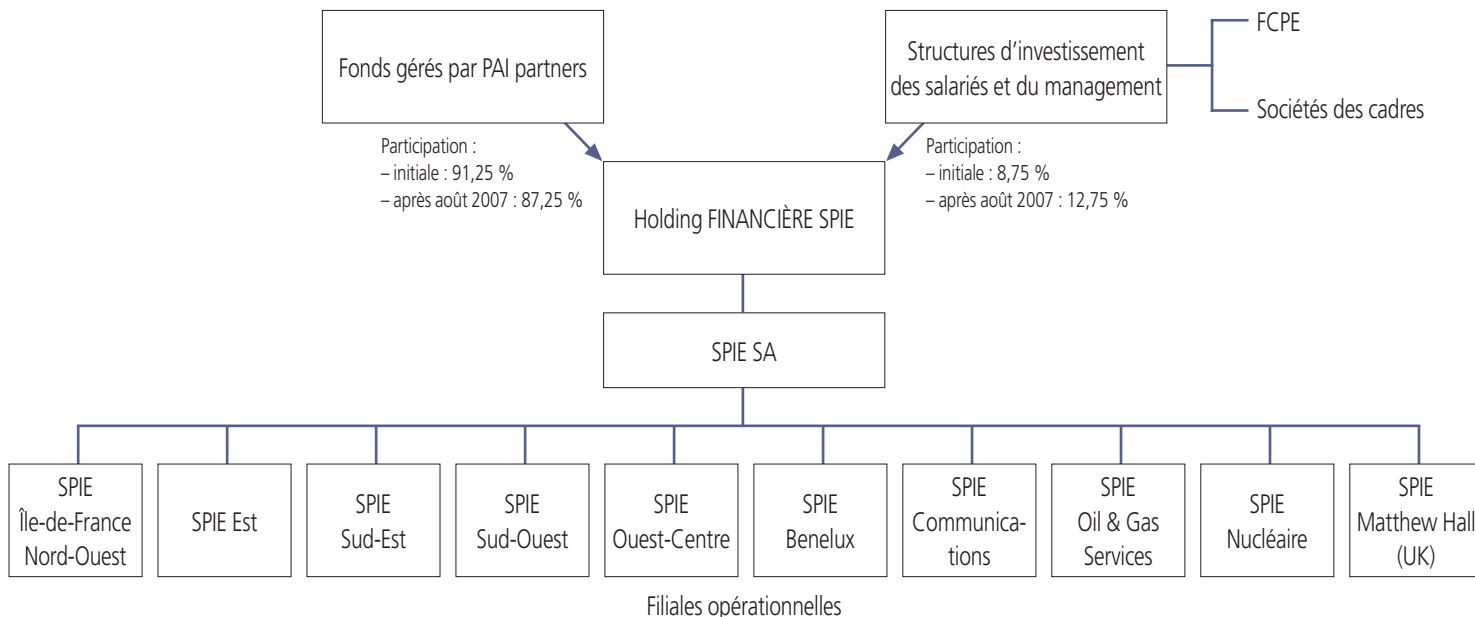 Fonds gérés par PAI partners
Structures d’investissement
des salariés et du management
FCPE
Sociétés des cadres
Participation :
– initiale : 91,25 %
– après août 2007 : 87,25 %
Participation :
– initiale : 8,75 %
– après août 2007 : 12,75 %
Holding FINANCIÈRE SPIE
SPIE SA
SPIE
Île-de-France
Nord-Ouest
SPIE Est
SPIE
Sud-Est
SPIE
Sud-Ouest
SPIE
Ouest-Centre
SPIE
Benelux
SPIE
Communica-
tions
SPIE
Oil & Gas
Services
SPIE
Nucléaire
SPIE
Matthew Hall
(UK)
Filiales opérationnelles